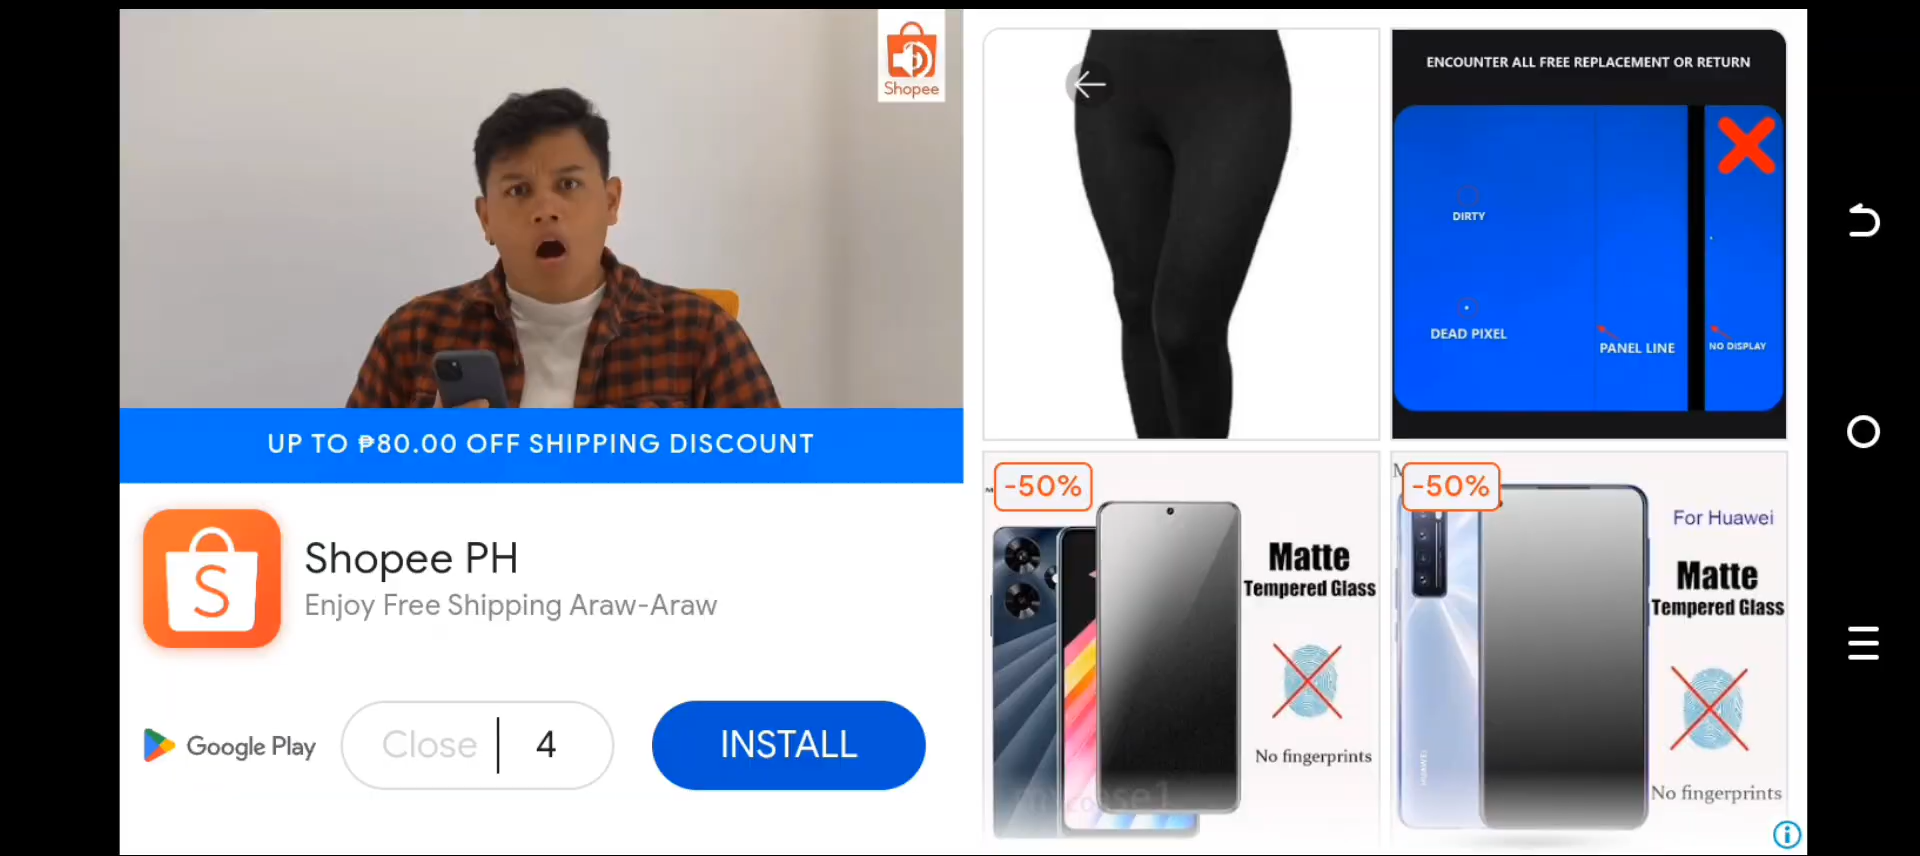 Shopee
UP TO ₱80.00 OFF SHIPPING DISCOUNT
Shopee PH
Enjoy Free Shipping Araw-Araw
Google Play
Close
4
INSTALL
ENCOUNTER ALL FREE REPLACEMENT OR RETURN
DIRTY
DEAD PIXEL
PANEL LINE
NO DISPLAY
-50%
Matte
Tempered Glass
No fingerprints
-50%
For Huawei
Matte
Tempered Glass
No fingerprints